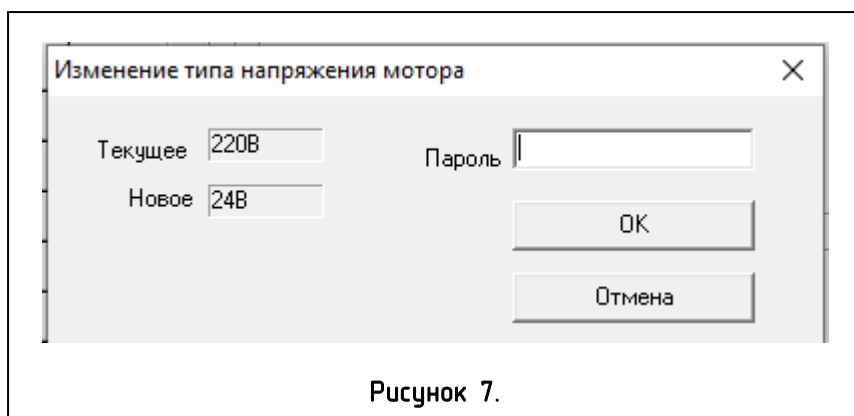 Изменение типа напряжения мотора
Текущее 220В
Пароль
Новое 24В
OK
Отмена
Рисунок 7.